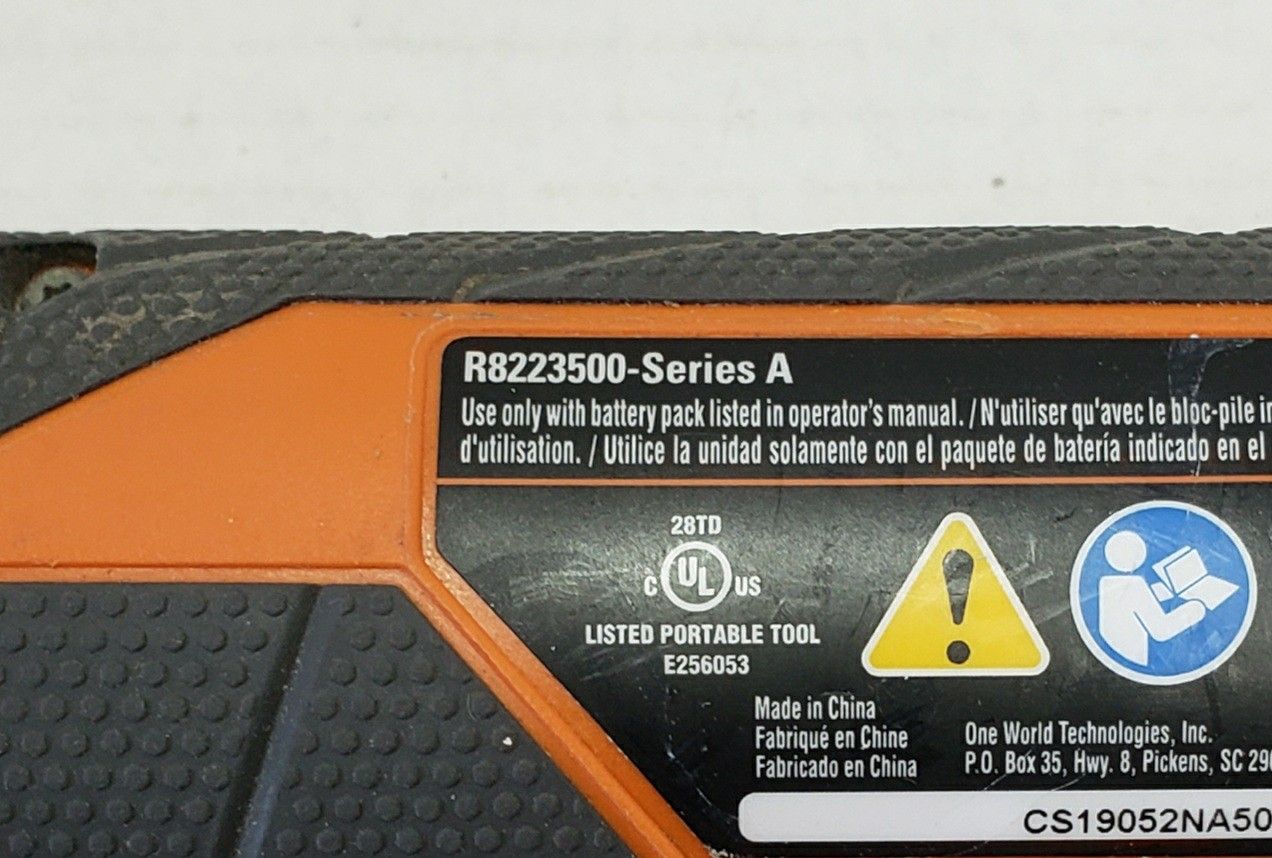 R8223500-Series A
Use only with battery pack listed in operator's manual. / N'utiliser qu'avec le bloc-pile
d'utilisation. / Utilice la unidad solamente con el paquete de batería indicado en el
28TD
C UL US
LISTED PORTABLE TOOL
E256053
Made in China
Fabriqué en Chine
Fabricado en China
One World Technologies, Inc.
P.O. Box 35, Hwy. 8, Pickens, SC
CS19052NA50